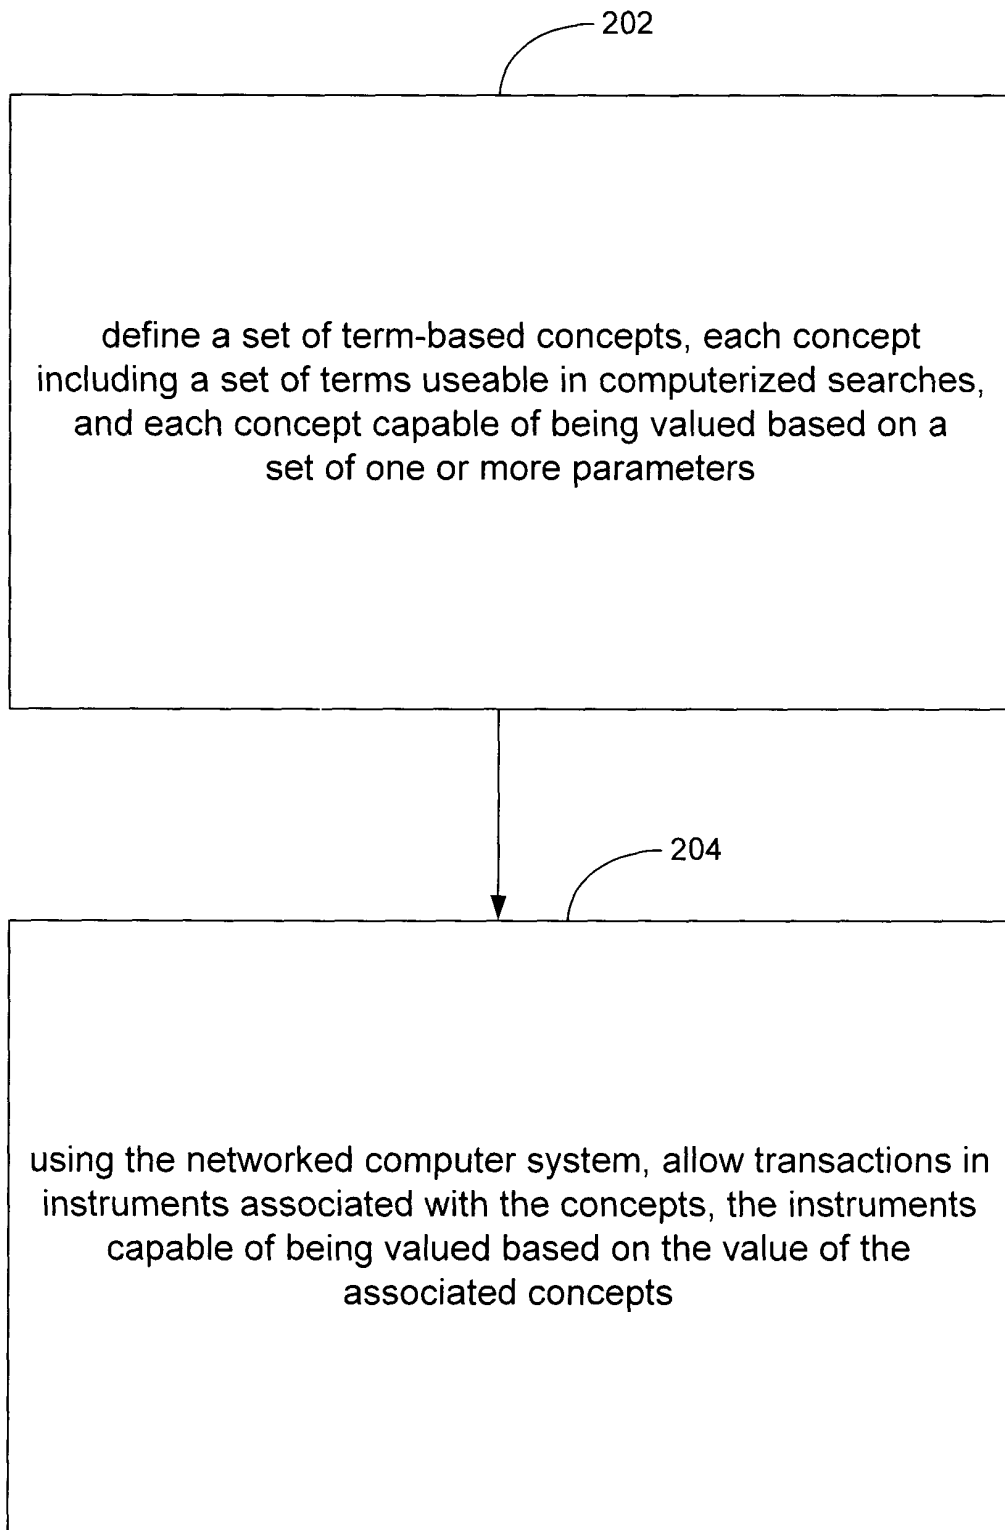 202
define a set of term-based concepts, each concept
including a set of terms useable in computerized searches,
and each concept capable of being valued based on a
set of one or more parameters
204
using the networked computer system, allow transactions in
instruments associated with the concepts, the instruments
capable of being valued based on the value of the
associated concepts